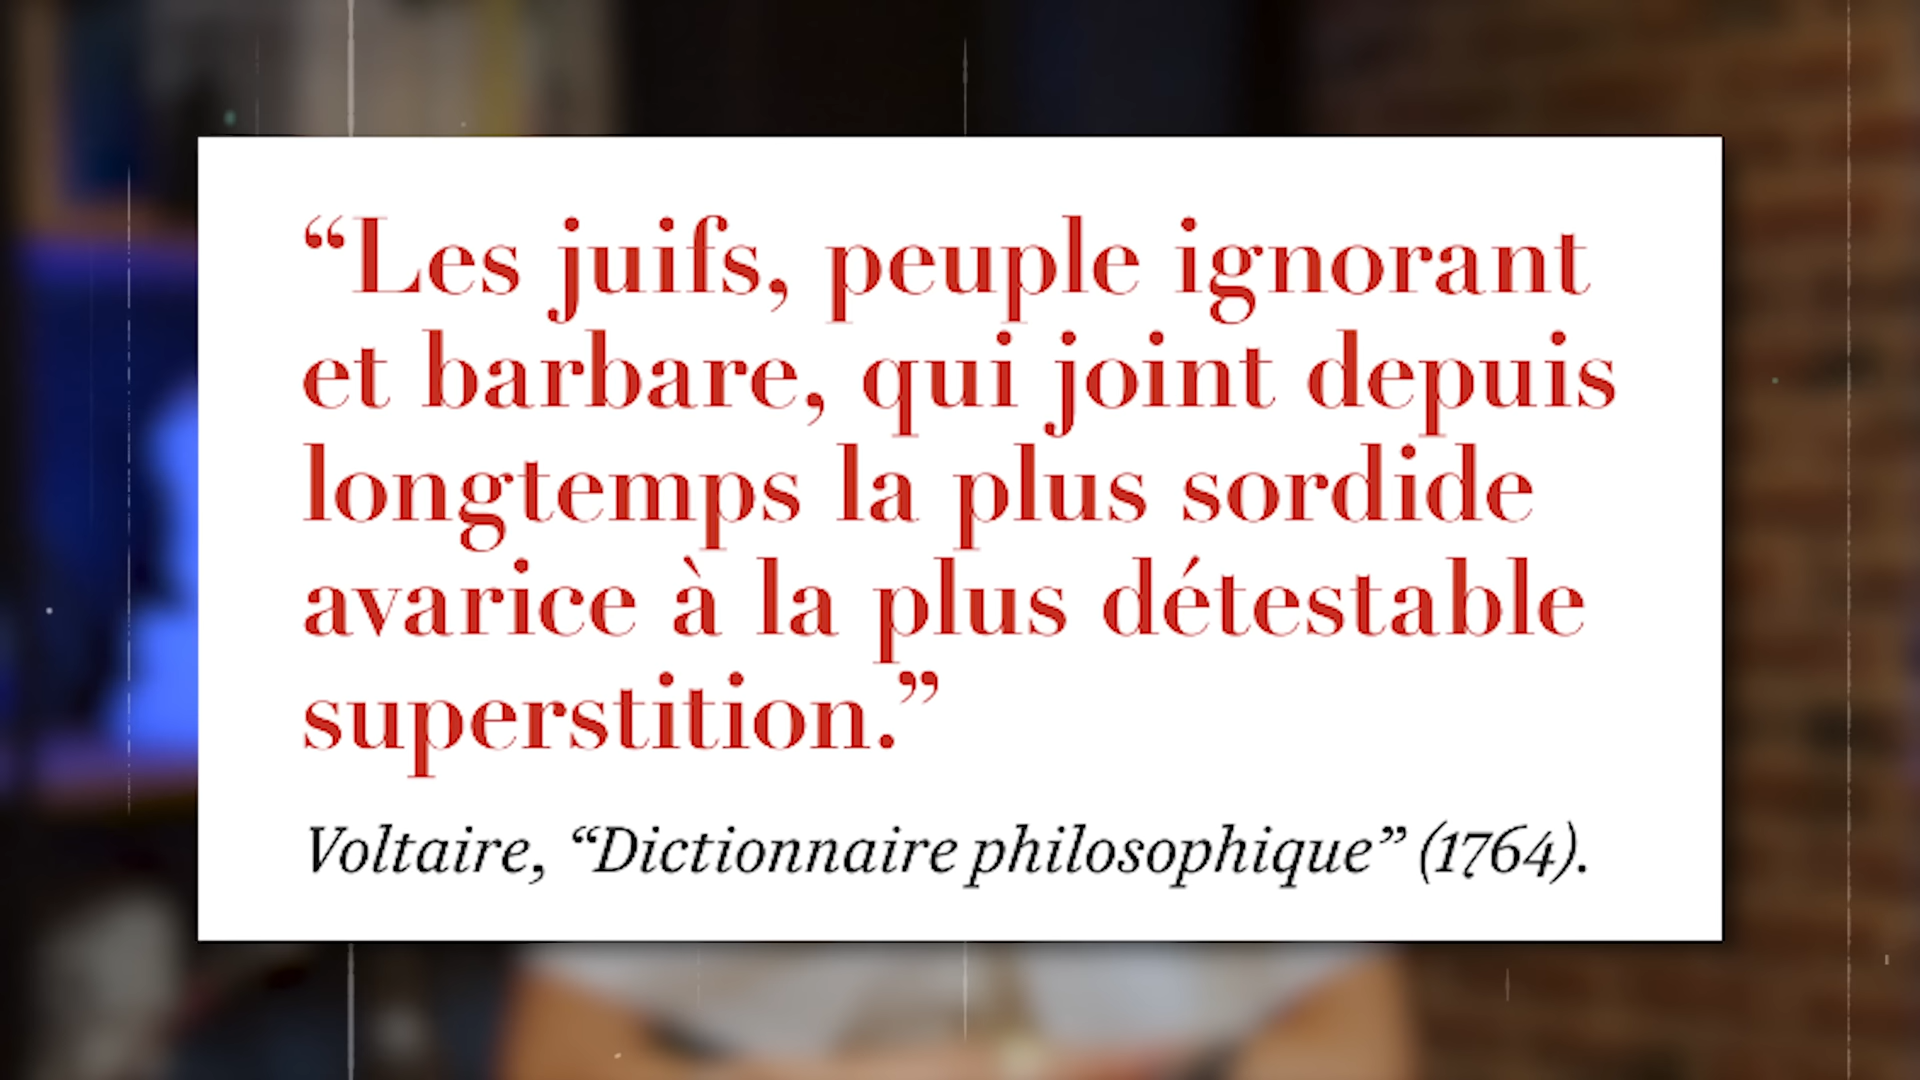 “Les juifs, peuple ignorant
et barbare, qui joint depuis
longtemps la plus sordide
avarice à la plus détestable
superstition.”
Voltaire, “Dictionnaire philosophique” (1764).